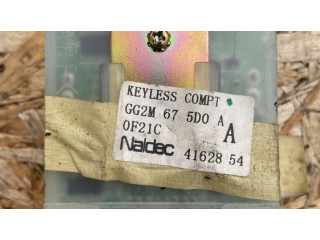 KEYLESS COMPT
GG2M 67 5D0 A
0F21C A
Naldec 41628 54